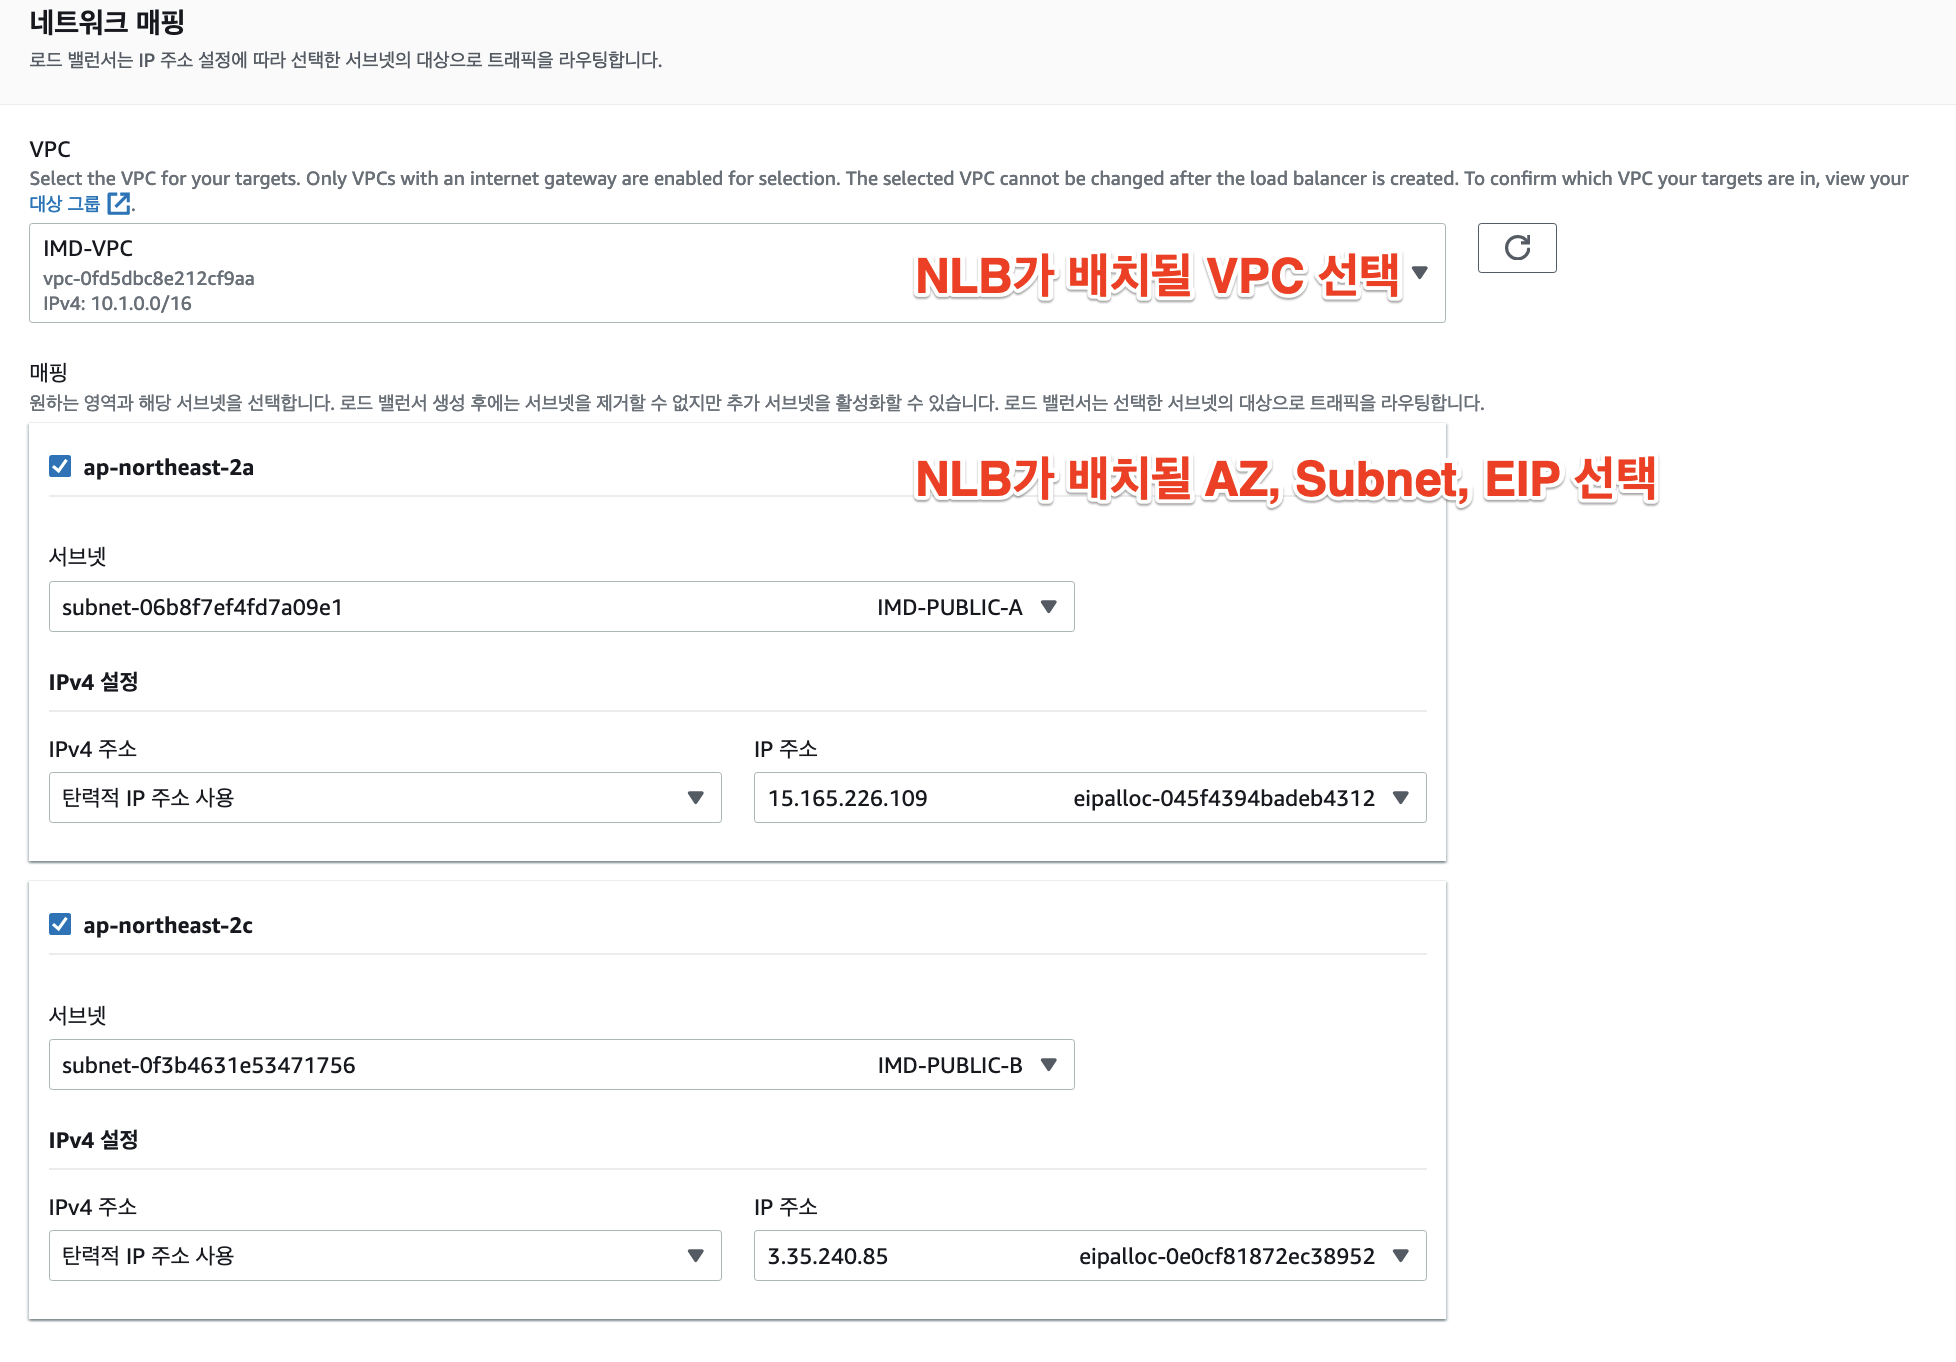 네트워크 매핑
로드 밸런서는 IP 주소 설정에 따라 선택한 서브넷의 대상으로 트래픽을 라우팅합니다.
VPC
Select the VPC for your targets. Only VPCs with an internet gateway are enabled for selection. The selected VPC cannot be changed after the load balancer is created. To confirm which VPC your targets are in, view your
대상 그룹.
IMD-VPC
vpc-0fd5dbc8e212cf9aa
IPv4: 10.1.0.0/16
NLB가 배치될 VPC 선택
매핑
원하는 영역과 해당 서브넷을 선택합니다. 로드 밸런서 생성 후에는 서브넷을 제거할 수 없지만 추가 서브넷을 활성화할 수 있습니다. 로드 밸런서는 선택한 서브넷의 대상으로 트래픽을 라우팅합니다.
ap-northeast-2a
NLB가 배치될 AZ, Subnet, EIP 선택
서브넷
subnet-06b8f7ef4fd7a09e1 IMD-PUBLIC-A
IPv4 설정
IPv4 주소 IP 주소
탄력적 IP 주소 사용 15.165.226.109 eipalloc-045f4394badeb4312
ap-northeast-2c
서브넷
subnet-0f3b4631e53471756 IMD-PUBLIC-B
IPv4 설정
IPv4 주소 IP 주소
탄력적 IP 주소 사용 3.35.240.85 eipalloc-0e0cf81872ec38952